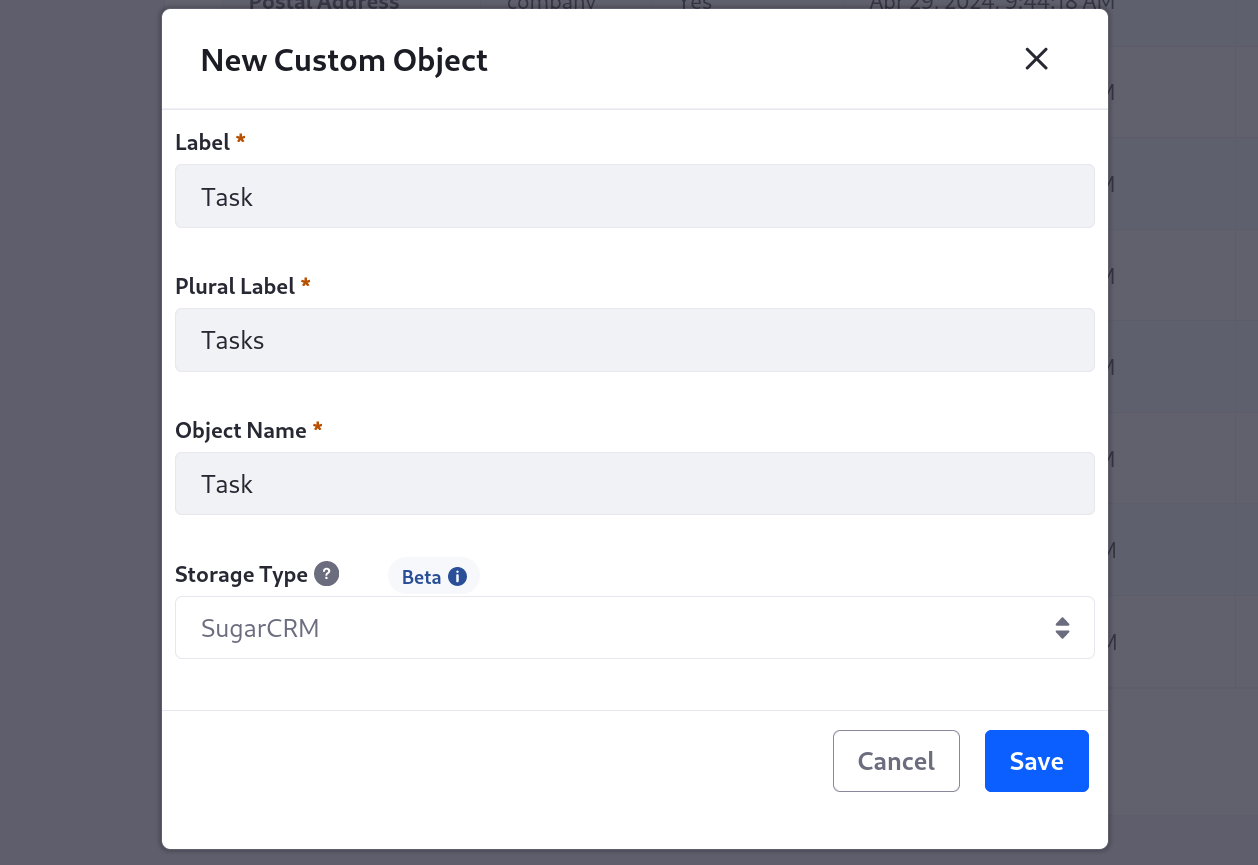 Postal Address company Yes Apr 29, 2024, 9:44:18 AM
New Custom Object
Label *
Task
Plural Label *
Tasks
Object Name *
Task
Storage Type ? Beta i
SugarCRM
Cancel Save